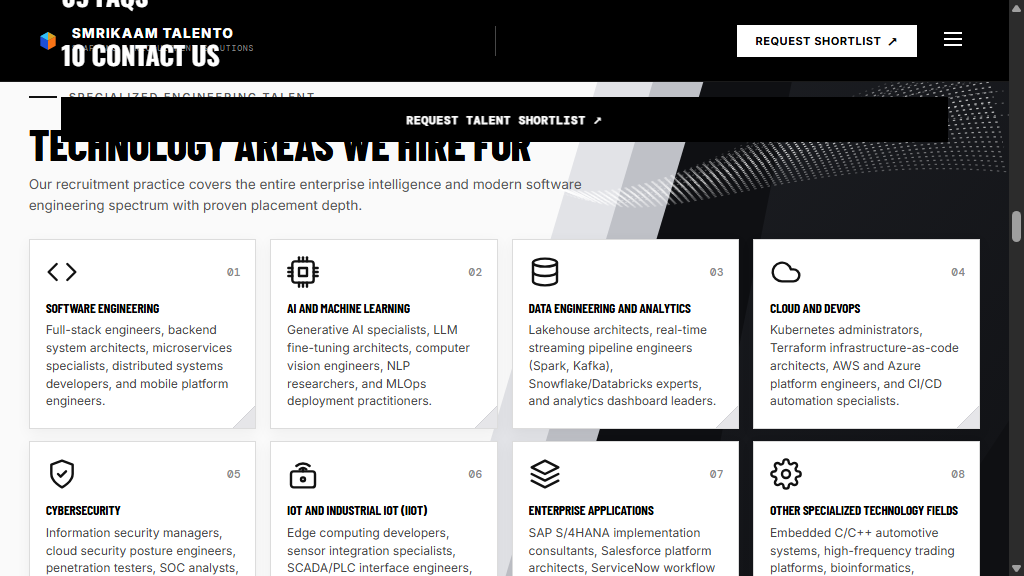 09 FAQS
SMRIKAAM TALENTO
10 CONTACT US
REQUEST SHORTLIST ↗
SPECIALIZED ENGINEERING TALENT
REQUEST TALENT SHORTLIST ↗
TECHNOLOGY AREAS WE HIRE FOR
Our recruitment practice covers the entire enterprise intelligence and modern software
engineering spectrum with proven placement depth.
01
SOFTWARE ENGINEERING
Full-stack engineers, backend
system architects, microservices
specialists, distributed systems
developers, and mobile platform
engineers.
02
AI AND MACHINE LEARNING
Generative AI specialists, LLM
fine-tuning architects, computer
vision engineers, NLP
researchers, and MLOps
deployment practitioners.
03
DATA ENGINEERING AND ANALYTICS
Lakehouse architects, real-time
streaming pipeline engineers
(Spark, Kafka),
Snowflake/Databricks experts,
and analytics dashboard leaders.
04
CLOUD AND DEVOPS
Kubernetes administrators,
Terraform infrastructure-as-code
architects, AWS and Azure
platform engineers, and CI/CD
automation specialists.
05
CYBERSECURITY
Information security managers,
cloud security posture engineers,
penetration testers, SOC analysts,
06
IOT AND INDUSTRIAL IOT (IIOT)
Edge computing developers,
sensor integration specialists,
SCADA/PLC interface engineers,
07
ENTERPRISE APPLICATIONS
SAP S/4HANA implementation
consultants, Salesforce platform
architects, ServiceNow workflow
08
OTHER SPECIALIZED TECHNOLOGY FIELDS
Embedded C/C++ automotive
systems, high-frequency trading
platforms, bioinformatics,